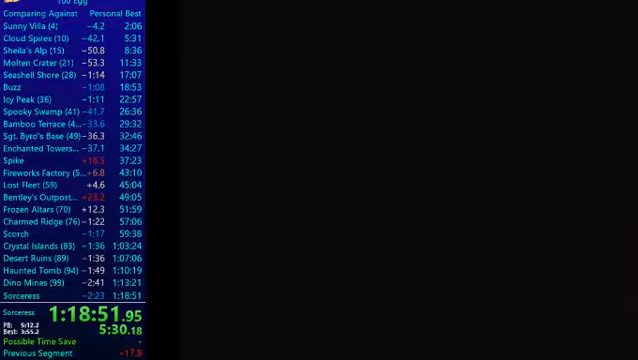 100 Egg
Comparing Against Personal Best
Sunny Villa (4) −4.2 2:06
Cloud Spires (10) −42.1 5:31
Sheila's Alp (15) −50.8 8:36
Molten Crater (21) −53.3 11:33
Seashell Shore (28) −1:14 17:07
Buzz −1:08 18:53
Icy Peak (36) −1:11 22:57
Spooky Swamp (41) −41.7 26:36
Bamboo Terrace (4... −33.6 29:32
Sgt. Byrd's Base (49) −36.3 32:46
Enchanted Towers... −37.1 34:27
Spike +16.5 37:23
Fireworks Factory (5... +6.8 43:10
Lost Fleet (59) +4.6 45:04
Bentley's Outpost... +23.2 49:05
Frozen Altars (70) +12.3 51:59
Charmed Ridge (76) −1:22 57:06
Scorch −1:17 59:38
Crystal Islands (83) −1:36 1:03:24
Desert Ruins (89) −1:36 1:07:06
Haunted Tomb (94) −1:49 1:10:19
Dino Mines (99) −2:41 1:13:21
Sorceress −2:23 1:18:51
Sorceress 1:18:51.95
PB: 5:12.2
Best: 3:55.2 5:30.18
Possible Time Save -
Previous Segment +17.9